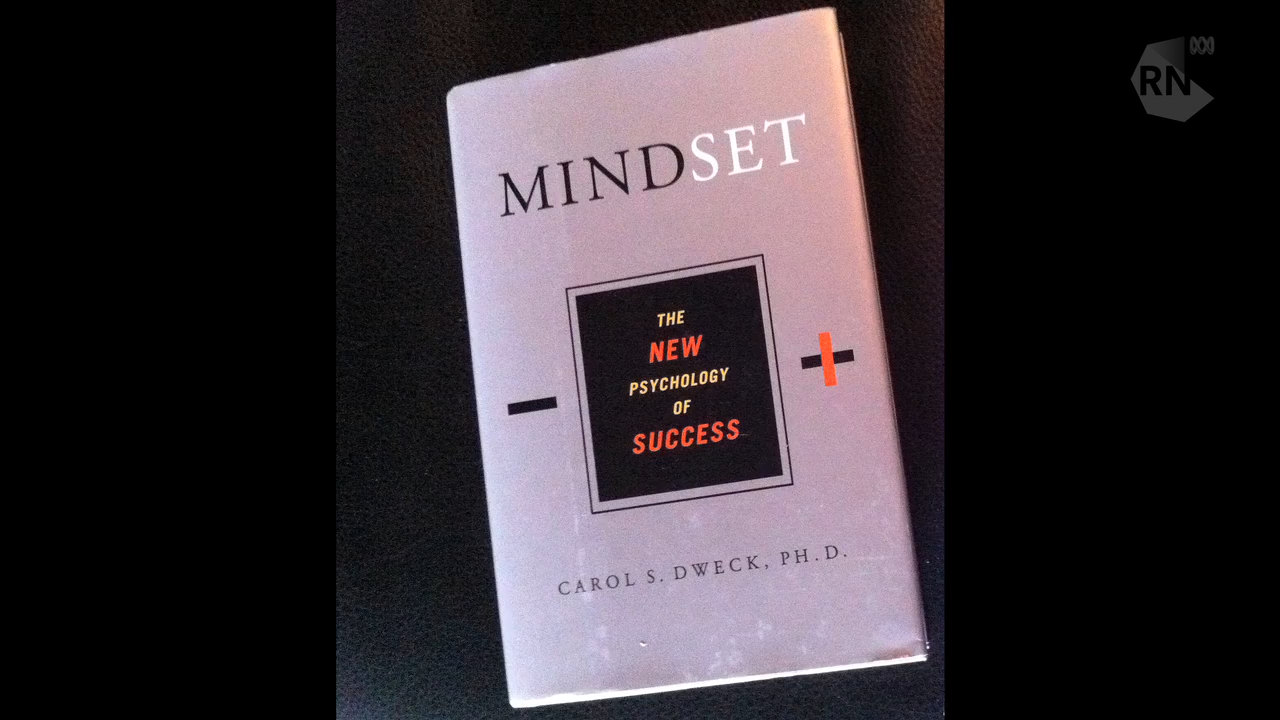 RN
MINDSET
THE
NEW
PSYCHOLOGY
OF
SUCCESS
CAROL S. DWECK, PH.D.